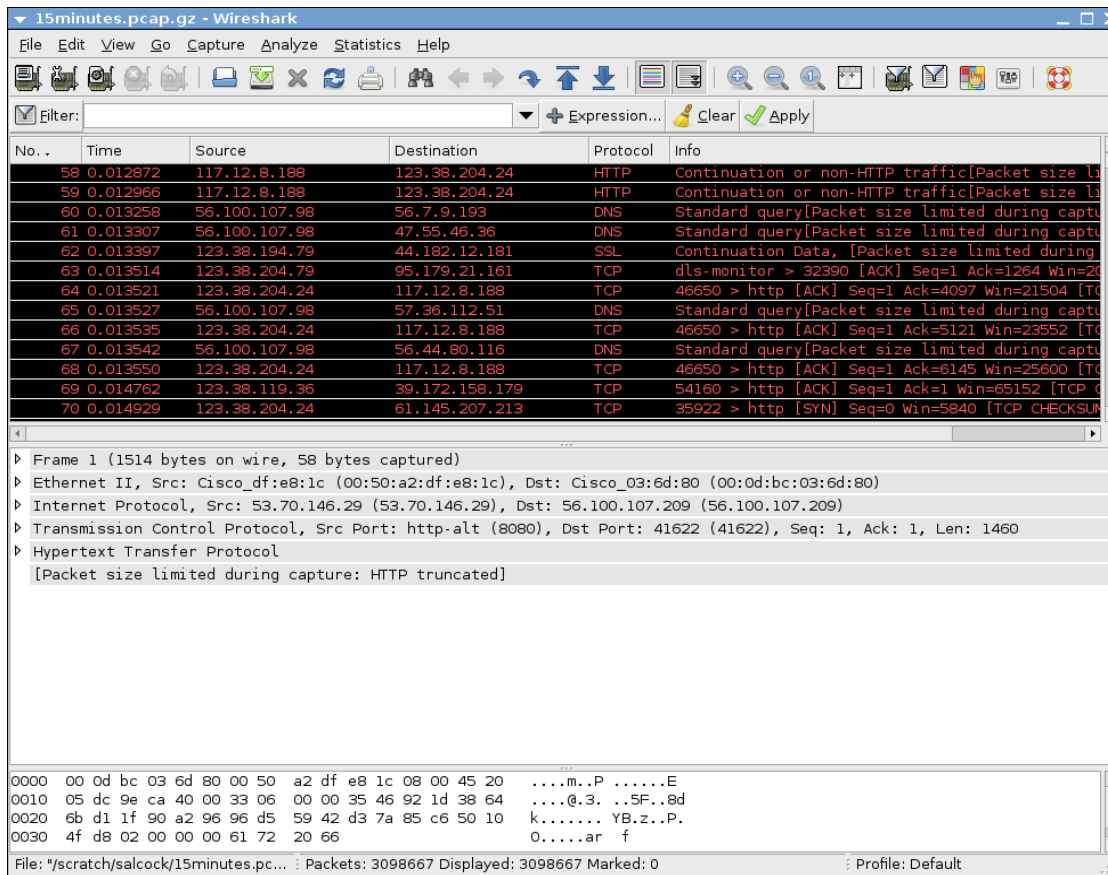 15minutes.pcap.gz - Wireshark
File Edit View Go Capture Analyze Statistics Help
Filter: Expression... Clear Apply
No. . Time Source Destination Protocol Info
58 0.012872 117.12.8.188 123.38.204.24 HTTP Continuation or non-HTTP traffic[Packet size li
59 0.012966 117.12.8.188 123.38.204.24 HTTP Continuation or non-HTTP traffic[Packet size li
60 0.013258 56.100.107.98 56.7.9.193 DNS Standard query[Packet size limited during captu
61 0.013307 56.100.107.98 47.55.46.36 DNS Standard query[Packet size limited during captu
62 0.013397 123.38.194.79 44.182.12.181 SSL Continuation Data, [Packet size limited during
63 0.013514 123.38.204.79 95.179.21.161 TCP dls-monitor > 32390 [ACK] Seq=1 Ack=1264 Win=20
64 0.013521 123.38.204.24 117.12.8.188 TCP 46650 > http [ACK] Seq=1 Ack=4097 Win=21504 [TC
65 0.013527 56.100.107.98 57.36.112.51 DNS Standard query[Packet size limited during captu
66 0.013535 123.38.204.24 117.12.8.188 TCP 46650 > http [ACK] Seq=1 Ack=5121 Win=23552 [TC
67 0.013542 56.100.107.98 56.44.80.116 DNS Standard query[Packet size limited during captu
68 0.013550 123.38.204.24 117.12.8.188 TCP 46650 > http [ACK] Seq=1 Ack=6145 Win=25600 [TC
69 0.014762 123.38.119.36 39.172.158.179 TCP 54160 > http [ACK] Seq=1 Ack=1 Win=65152 [TCP C
70 0.014929 123.38.204.24 61.145.207.213 TCP 35922 > http [SYN] Seq=0 Win=5840 [TCP CHECKSUM
Frame 1 (1514 bytes on wire, 58 bytes captured)
Ethernet II, Src: Cisco_df:e8:1c (00:50:a2:df:e8:1c), Dst: Cisco_03:6d:80 (00:0d:bc:03:6d:80)
Internet Protocol, Src: 53.70.146.29 (53.70.146.29), Dst: 56.100.107.209 (56.100.107.209)
Transmission Control Protocol, Src Port: http-alt (8080), Dst Port: 41622 (41622), Seq: 1, Ack: 1, Len: 1460
Hypertext Transfer Protocol
[Packet size limited during capture: HTTP truncated]
0000 00 0d bc 03 6d 80 00 50 a2 df e8 1c 08 00 45 20 ....m..P ......E
0010 05 dc 9e ca 40 00 33 06 00 00 35 46 92 1d 38 64 ....@.3. ..5F..8d
0020 6b d1 1f 90 a2 96 96 d5 59 42 d3 7a 85 c6 50 10 k....... YB.z..P.
0030 4f d8 02 00 00 00 61 72 20 66 O.....ar f
File: "/scratch/salcock/15minutes.pc... Packets: 3098667 Displayed: 3098667 Marked: 0 Profile: Default